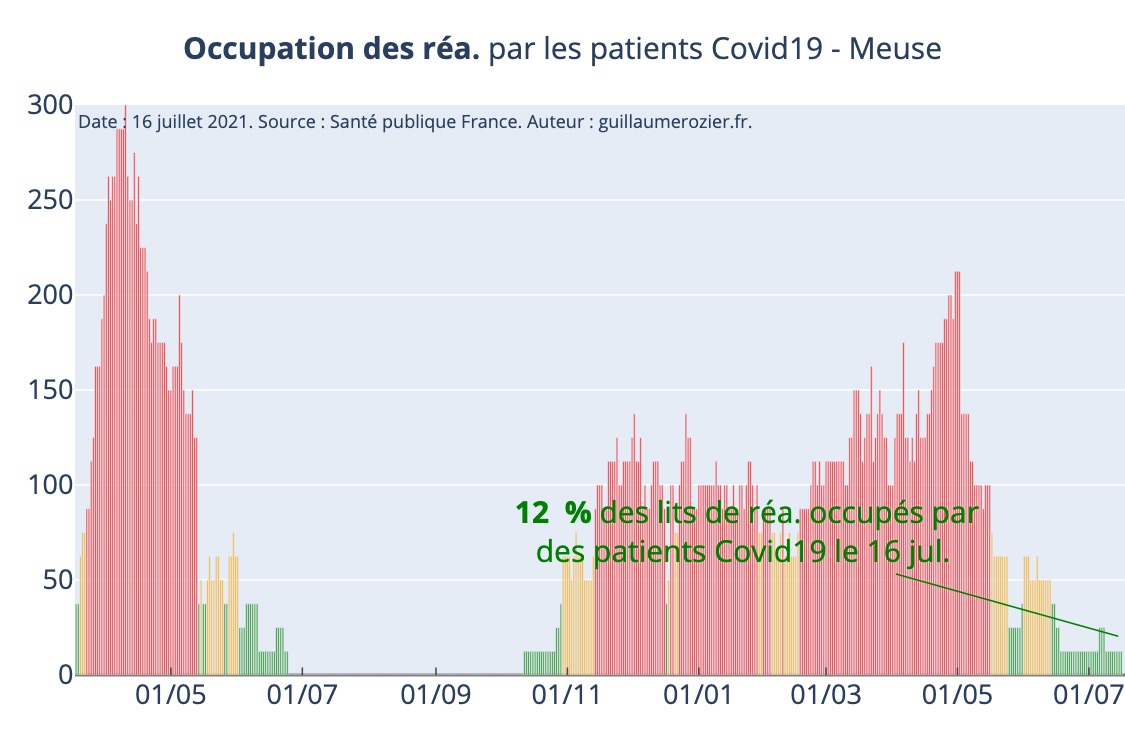 Occupation des réa. par les patients Covid19 - Meuse
300
Date : 16 juillet 2021. Source : Santé publique France. Auteur : guillaumerozier.fr.
250
200
150
100
12 % des lits de réa. occupés par
des patients Covid19 le 16 jul.
50
0
01/05 01/07 01/09 01/11 01/01 01/03 01/05 01/07